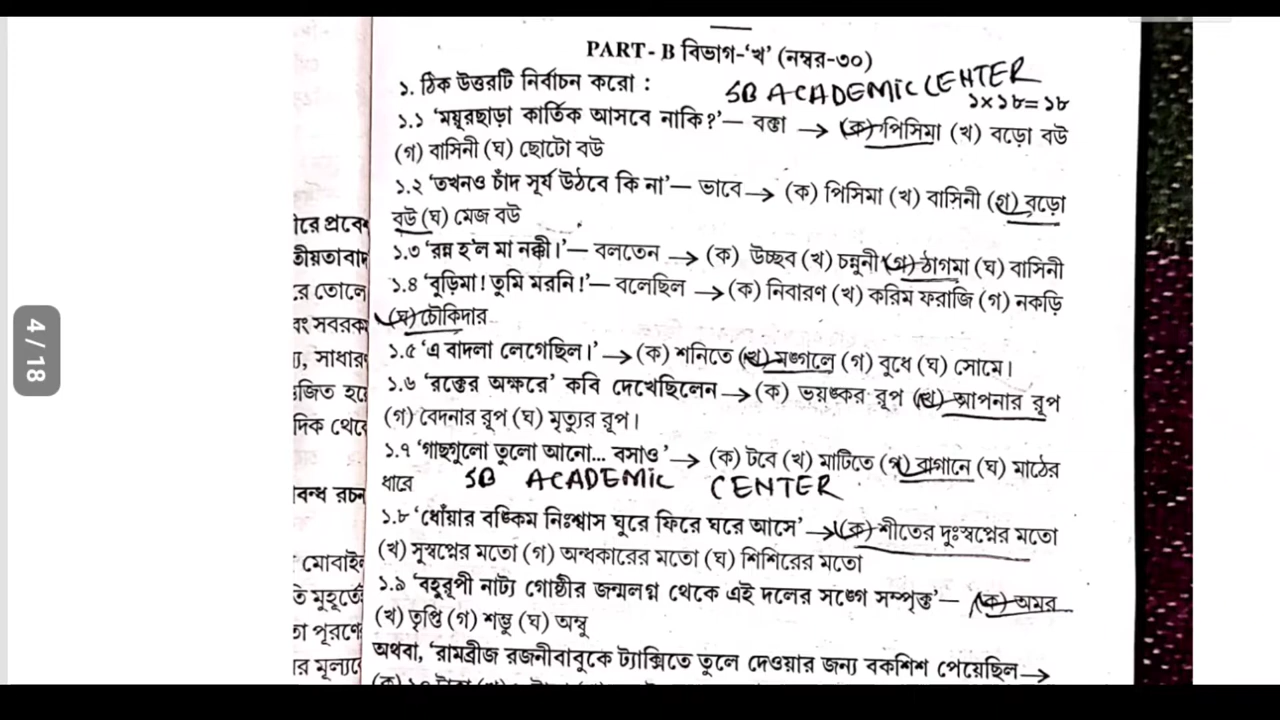 PART - B বিভাগ-‘খ’ (নম্বর-৩০)
১. ঠিক উত্তরটি নির্বাচন করো :
SB ACADEMIC CENTER
১×১৮=১৮
১.১ ‘ময়ূরছাড়া কার্তিক আসবে নাকি?’— বক্তা → (ক) পিসিমা (খ) বড়ো বউ
(গ) বাসিনী (ঘ) ছোটো বউ
১.২ ‘তখনও চাঁদ সূর্য উঠবে কি না’— ভাবে → (ক) পিসিমা (খ) বাসিনী (গ) বড়ো
বউ (ঘ) মেজ বউ
১.৩ ‘রন্ন হ’ল মা নক্কী।’— বলতেন → (ক) উচ্ছব (খ) চন্নুনী (গ) ঠাগমা (ঘ) বাসিনী
১.৪ ‘বুড়িমা! তুমি মরনি!’— বলেছিল → (ক) নিবারণ (খ) করিম ফরাজি (গ) নকড়ি
(ঘ) চৌকিদার
১.৫ ‘এ বাদলা লেগেছিল।’ → (ক) শনিতে (খ) মঙ্গলে (গ) বুধে (ঘ) সোমে।
১.৬ ‘রক্তের অক্ষরে’ কবি দেখেছিলেন → (ক) ভয়ঙ্কর রূপ (খ) আপনার রূপ
(গ) বেদনার রূপ (ঘ) মৃত্যুর রূপ।
১.৭ ‘গাছগুলো তুলো আনো... বসাও’ → (ক) টবে (খ) মাটিতে (গ) বাগানে (ঘ) মাঠের
ধারে
SB ACADEMIC CENTER
১.৮ ‘ধোঁয়ার বঙ্কিম নিঃশ্বাস ঘুরে ফিরে ঘরে আসে’ → (ক) শীতের দুঃস্বপ্নের মতো
(খ) সুস্বপ্নের মতো (গ) অন্ধকারের মতো (ঘ) শিশিরের মতো
১.৯ ‘বহুরূপী নাট্য গোষ্ঠীর জন্মলগ্ন থেকে এই দলের সঙ্গে সম্পৃক্ত’— (ক) অমর
(খ) তৃপ্তি (গ) শম্ভু (ঘ) অম্বু
অথবা, ‘রামব্রীজ রজনীবাবুকে ট্যাক্সিতে তুলে দেওয়ার জন্য বকশিশ পেয়েছিল →
4 / 18